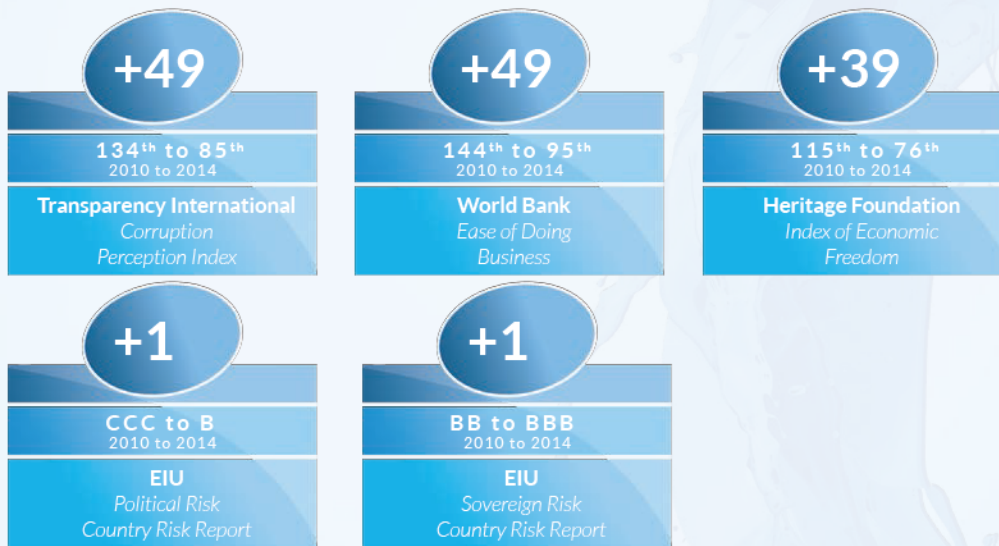 +49
134th to 85th
2010 to 2014
Transparency International
Corruption
Perception Index
+49
144th to 95th
2010 to 2014
World Bank
Ease of Doing
Business
+39
115th to 76th
2010 to 2014
Heritage Foundation
Index of Economic
Freedom
+1
CCC to B
2010 to 2014
EIU
Political Risk
Country Risk Report
+1
BB to BBB
2010 to 2014
EIU
Sovereign Risk
Country Risk Report